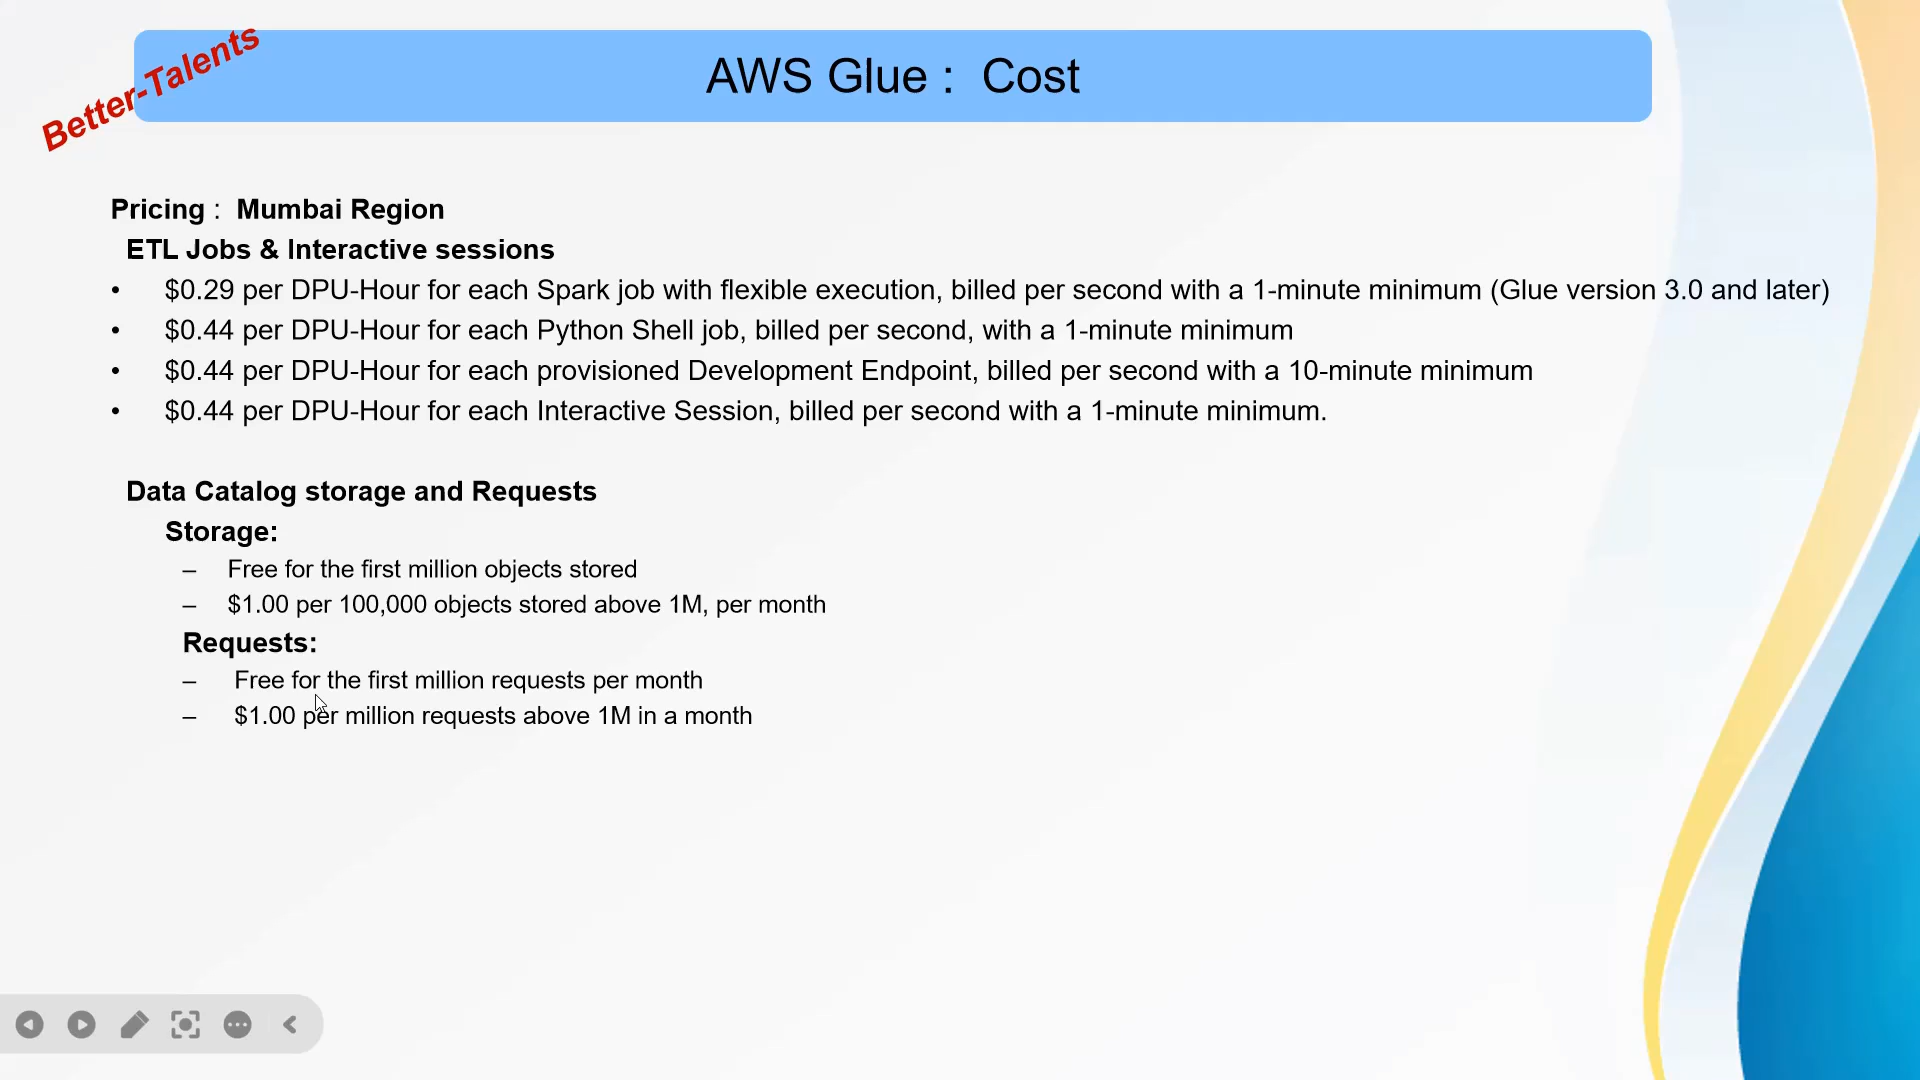 Better-Talents
AWS Glue :  Cost
Pricing :  Mumbai Region
ETL Jobs & Interactive sessions
• $0.29 per DPU-Hour for each Spark job with flexible execution, billed per second with a 1-minute minimum (Glue version 3.0 and later)
• $0.44 per DPU-Hour for each Python Shell job, billed per second, with a 1-minute minimum
• $0.44 per DPU-Hour for each provisioned Development Endpoint, billed per second with a 10-minute minimum
• $0.44 per DPU-Hour for each Interactive Session, billed per second with a 1-minute minimum.
Data Catalog storage and Requests
Storage:
– Free for the first million objects stored
– $1.00 per 100,000 objects stored above 1M, per month
Requests:
– Free for the first million requests per month
– $1.00 per million requests above 1M in a month